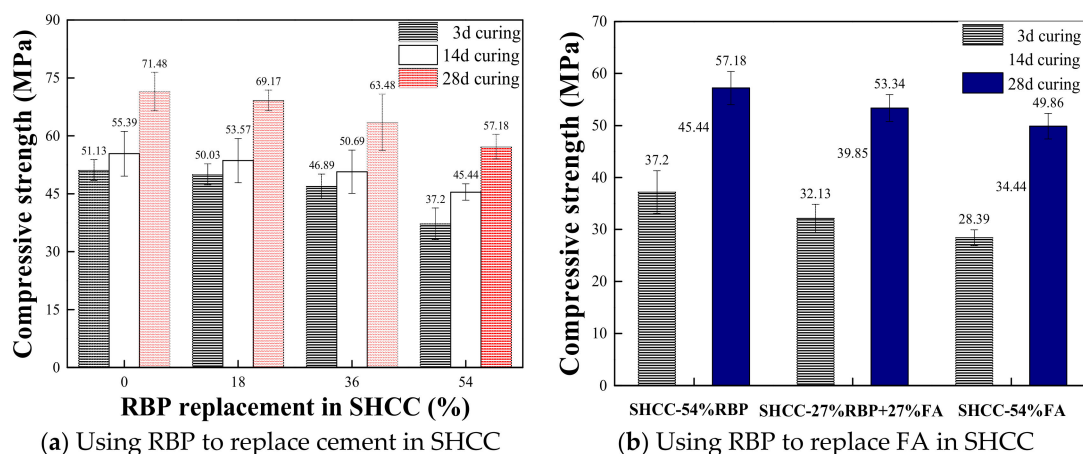 90
75
60
45
30
15
0
Compressive strength (MPa)
3d curing
14d curing
28d curing
51.13
55.39
71.48
50.03
53.57
69.17
46.89
50.69
63.48
37.2
45.44
57.18
0
18
36
54
RBP replacement in SHCC (%)
(a) Using RBP to replace cement in SHCC
70
60
50
40
30
20
10
0
Compressive strength (MPa)
3d curing
14d curing
28d curing
37.2
45.44
57.18
32.13
39.85
53.34
28.39
34.44
49.86
SHCC-54%RBP
SHCC-27%RBP+27%FA
SHCC-54%FA
(b) Using RBP to replace FA in SHCC